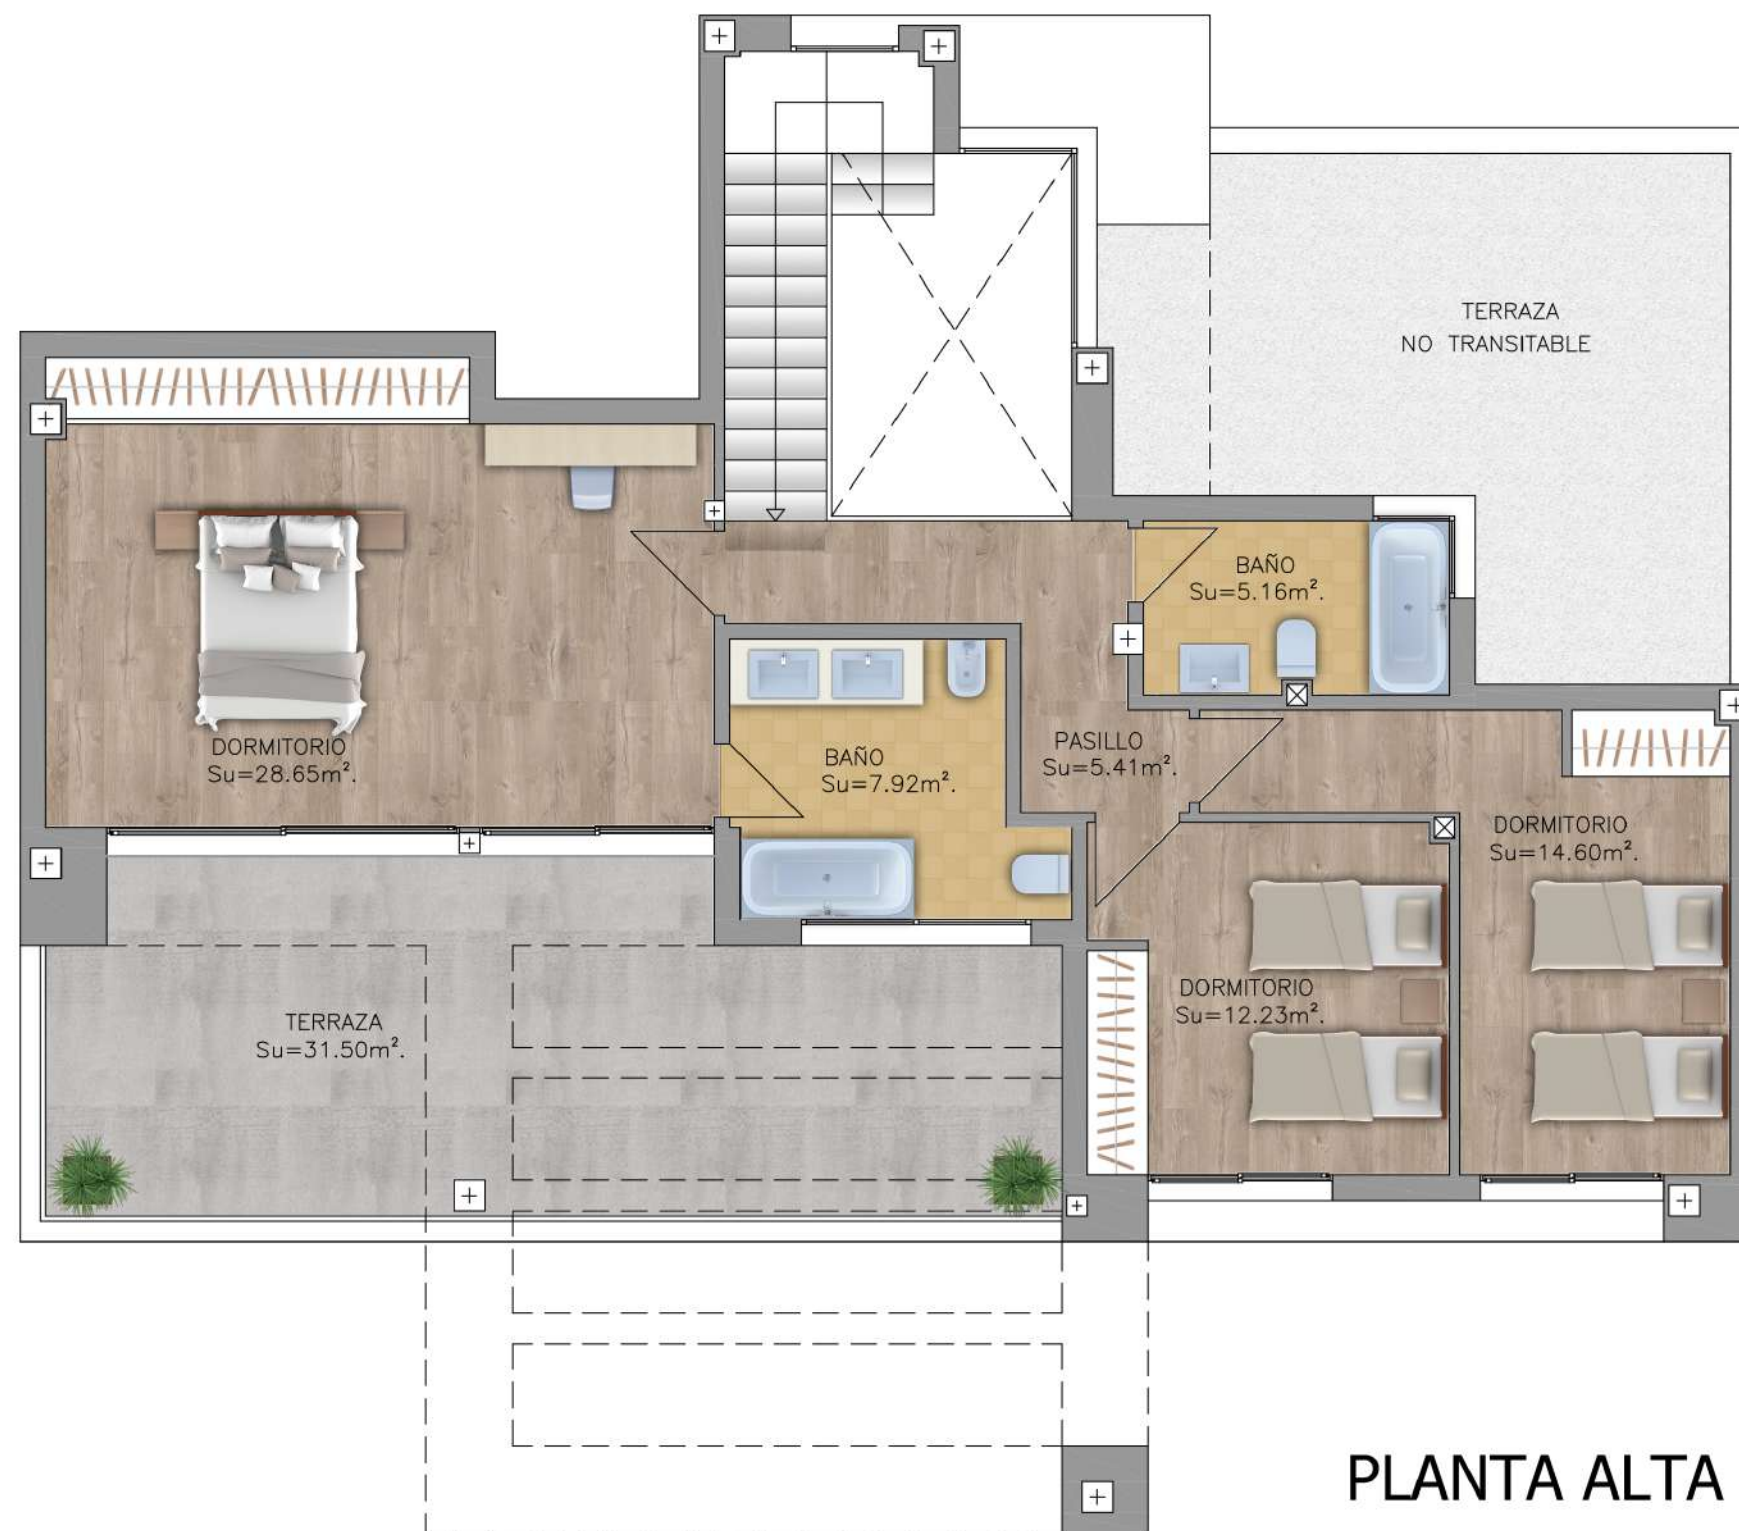 TERRAZA
NO TRANSITABLE
BAÑO
Su=5.16m².
DORMITORIO
Su=28.65m².
BAÑO
Su=7.92m².
PASILLO
Su=5.41m².
DORMITORIO
Su=14.60m².
DORMITORIO
Su=12.23m².
TERRAZA
Su=31.50m².
PLANTA ALTA